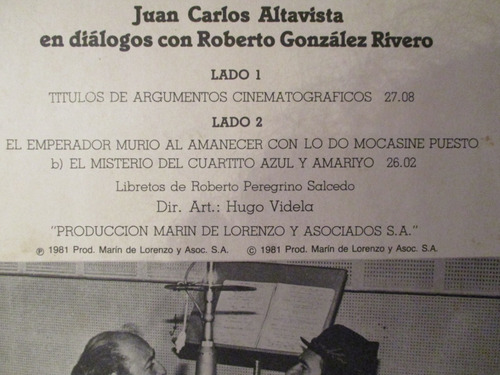 Juan Carlos Altavista
en diálogos con Roberto González Rivero
LADO 1
TITULOS DE ARGUMENTOS CINEMATOGRAFICOS 27.08
LADO 2
EL EMPERADOR MURIO AL AMANECER CON LO DO MOCASINE PUESTO
b) EL MISTERIO DEL CUARTITO AZUL Y AMARIYO 26.02
Libretos de Roberto Peregrino Salcedo
Dir. Art.: Hugo Videla
"PRODUCCION MARIN DE LORENZO Y ASOCIADOS S.A."
℗ 1981 Prod. Marín de Lorenzo y Asoc. S.A. © 1981 Prod. Marín de Lorenzo y Asoc. S.A.